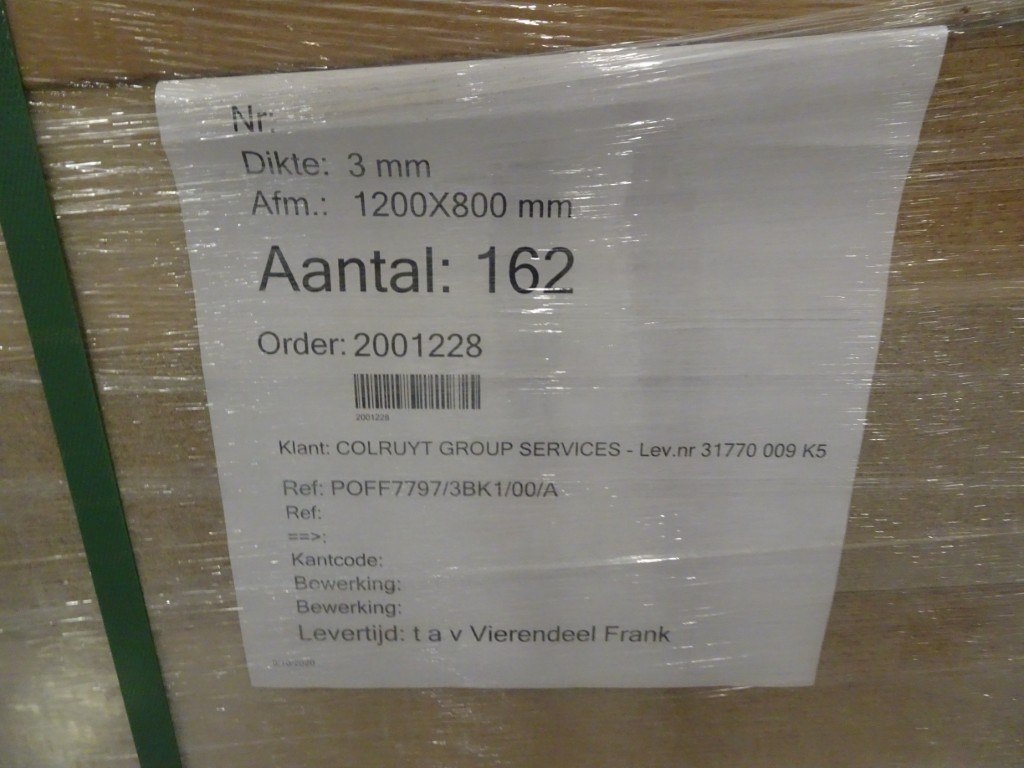 Nr:
Dikte: 3 mm
Afm.: 1200X800 mm
Aantal: 162
Order: 2001228
2001228
Klant: COLRUYT GROUP SERVICES - Lev.nr 31770 009 K5
Ref: POFF7797/3BK1/00/A
Ref:
==>:
Kantcode:
Bewerking:
Bewerking:
Levertijd: t a v Vierendeel Frank